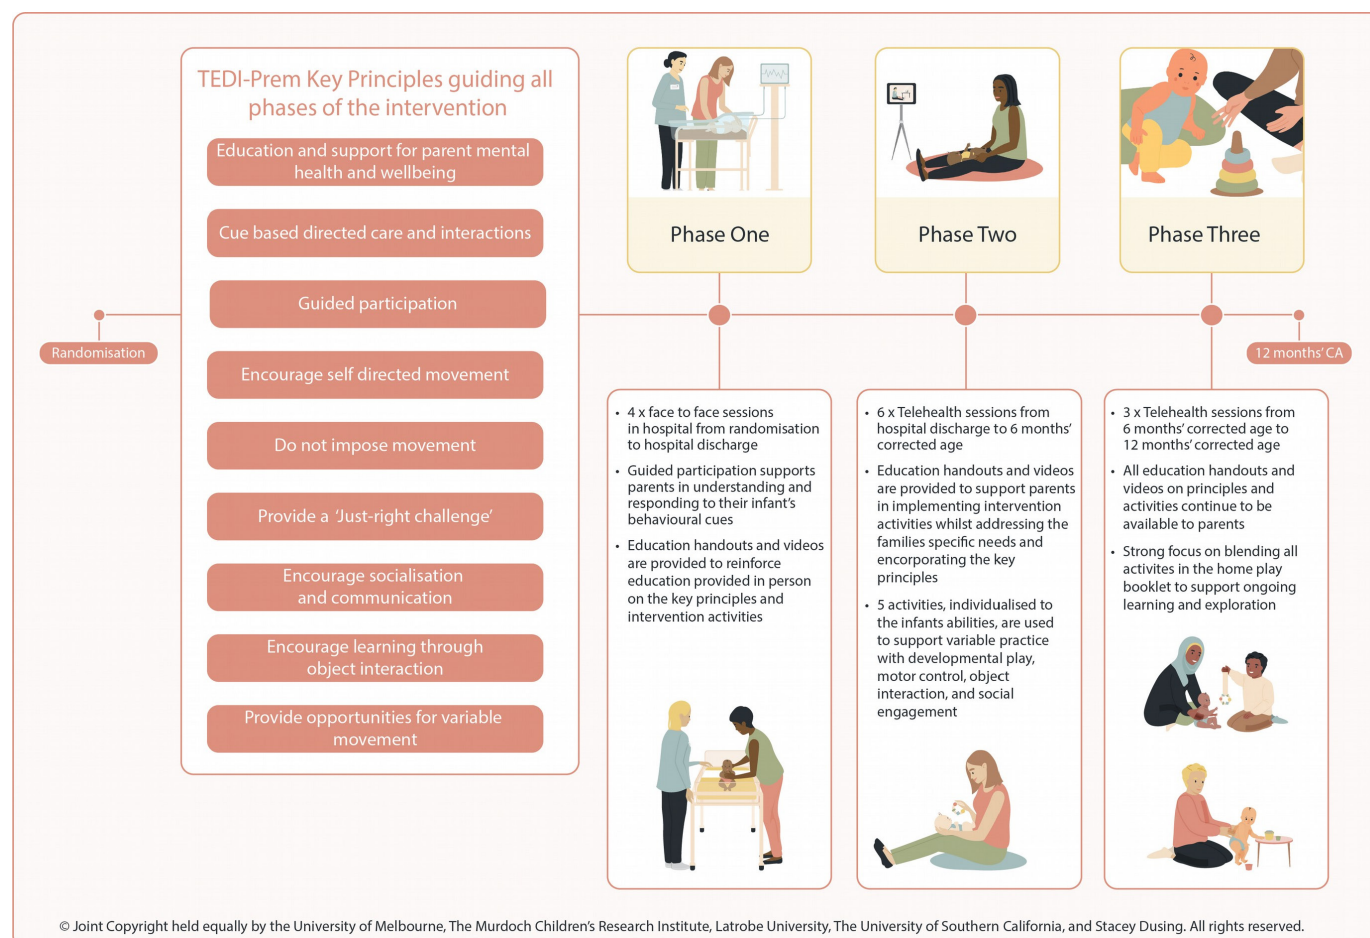 TEDI-Prem Key Principles guiding all
phases of the intervention
Education and support for parent mental
health and wellbeing
Cue based directed care and interactions
Guided participation
Encourage self directed movement
Do not impose movement
Provide a ‘Just-right challenge’
Encourage socialisation
and communication
Encourage learning through
object interaction
Provide opportunities for variable
movement
Randomisation
Phase One
• 4 x face to face sessions
in hospital from randomisation
to hospital discharge
• Guided participation supports
parents in understanding and
responding to their infant’s
behavioural cues
• Education handouts and videos
are provided to reinforce
education provided in person
on the key principles and
intervention activities
Phase Two
• 6 x Telehealth sessions from
hospital discharge to 6 months’
corrected age
• Education handouts and videos
are provided to support parents
in implementing intervention
activities whilst addressing the
families specific needs and
encorporating the key
principles
• 5 activities, individualised to
the infants abilities, are used
to support variable practice
with developmental play,
motor control, object
interaction, and social
engagement
Phase Three
• 3 x Telehealth sessions from
6 months’ corrected age to
12 months’ corrected age
• All education handouts and
videos on principles and
activities continue to be
available to parents
• Strong focus on blending all
activites in the home play
booklet to support ongoing
learning and exploration
12 months’ CA
© Joint Copyright held equally by the University of Melbourne, The Murdoch Children’s Research Institute, Latrobe University, The University of Southern California, and Stacey Dusing. All rights reserved.